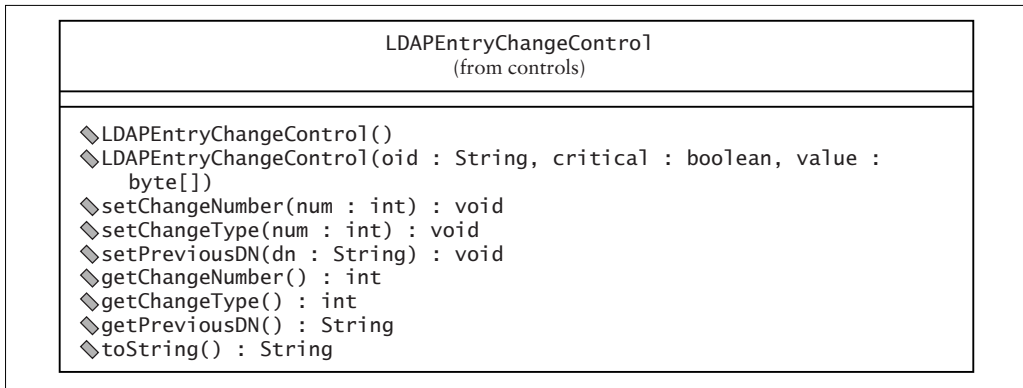 LDAPEntryChangeControl
(from controls)
LDAPEntryChangeControl()
LDAPEntryChangeControl(oid : String, critical : boolean, value :
byte[])
setChangeNumber(num : int) : void
setChangeType(num : int) : void
setPreviousDN(dn : String) : void
getChangeNumber() : int
getChangeType() : int
getPreviousDN() : String
toString() : String